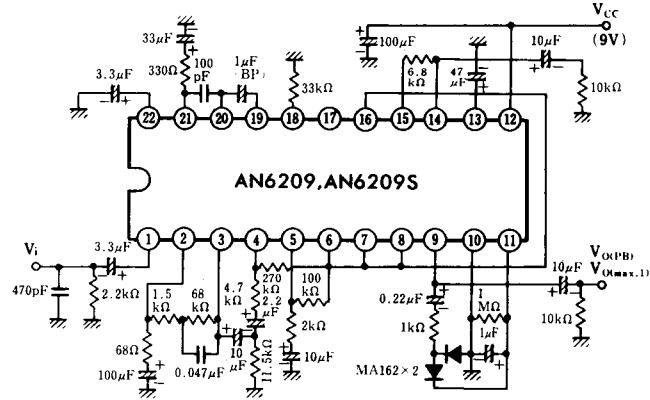 VCC
(9V)
33μF
330Ω
100
pF
1μF
(BP)
3.3μF
33kΩ
100μF
6.8
kΩ
47
μF
10μF
10kΩ
22
21
20
19
18
17
16
15
14
13
12
AN6209,AN6209S
1
2
3
4
5
6
7
8
9
10
11
Vi
3.3μF
470pF
2.2kΩ
1.5
kΩ
68
kΩ
4.7
kΩ
270
kΩ
2.2
μF
100
kΩ
2kΩ
68Ω
100μF
0.047μF
10
μF
11.5kΩ
10μF
0.22μF
1kΩ
1
MΩ
1μF
MA162×2
10μF
10kΩ
VO(PB)
VO(max.1)